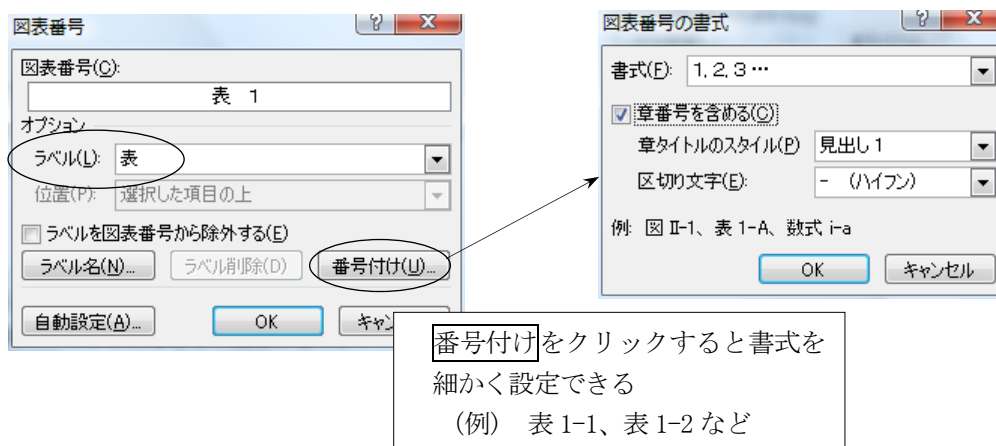 図表番号
図表番号(C):
表 1
オプション
ラベル(L): 表
位置(P): 選択した項目の上
ラベルを図表番号から除外する(E)
ラベル名(N)... ラベル削除(D) 番号付け(U)...
自動設定(A)... OK キャン
図表番号の書式
書式(F): 1, 2, 3 …
章番号を含める(C)
章タイトルのスタイル(P) 見出し 1
区切り文字(E): - (ハイフン)
例: 図 II-1、表 1-A、数式 i-a
OK キャンセル
番号付けをクリックすると書式を
細かく設定できる
(例) 表 1-1、表 1-2 など